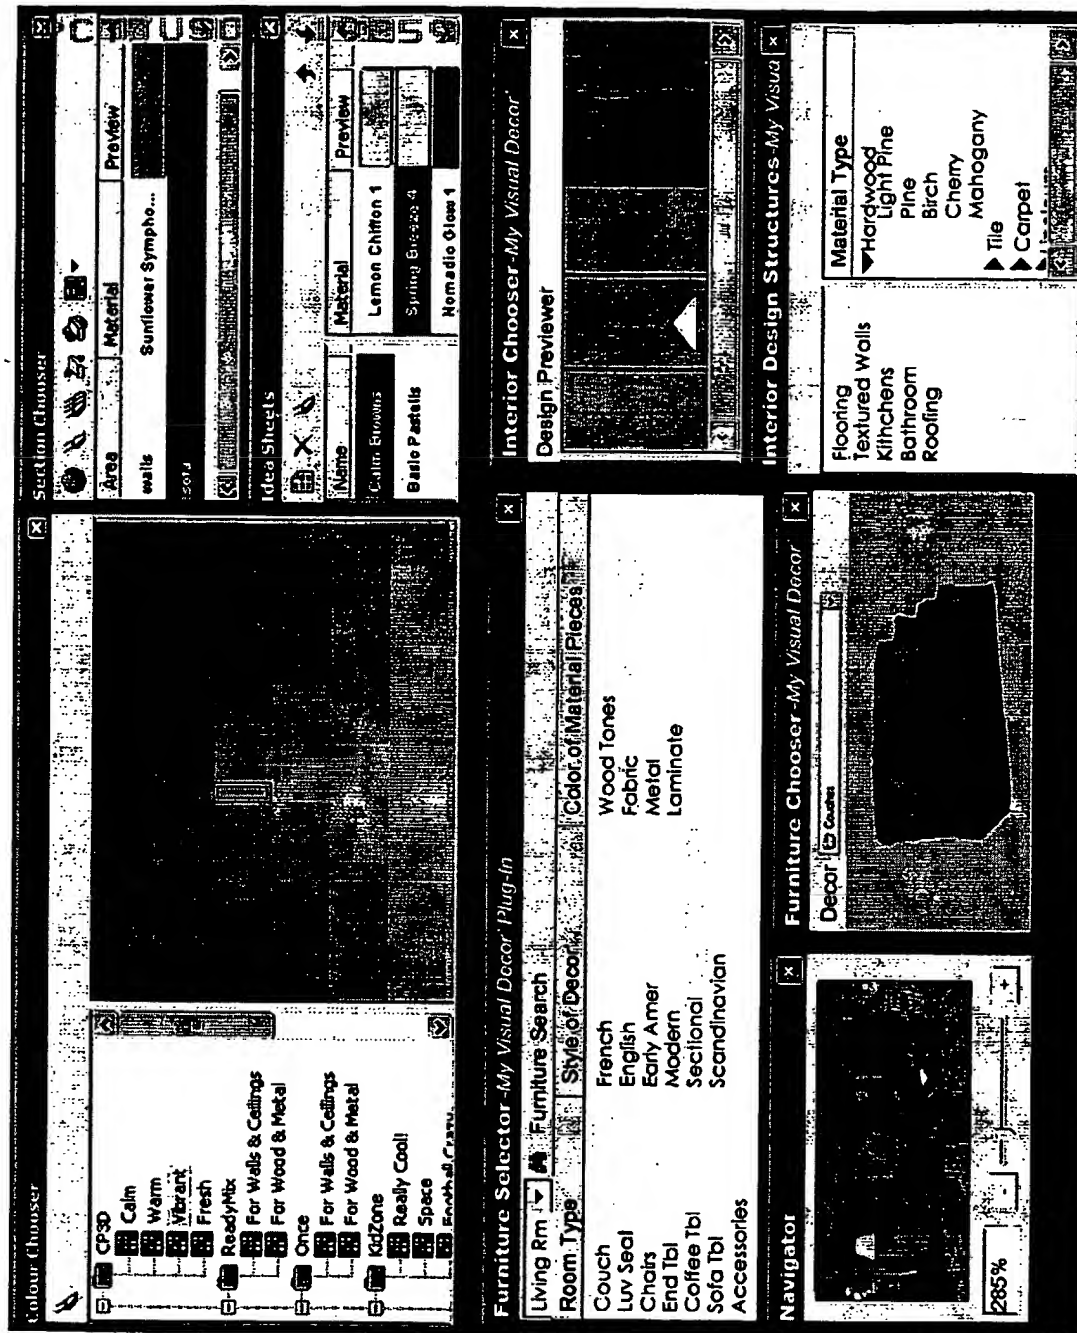 Colour Chooser
CP3D
Calm
Warm
Vibrant
Fresh
ReadyMix
For Walls & Ceilings
For Wood & Metal
Once
For Walls & Ceilings
For Wood & Metal
KidZone
Really Cool!
Space
Section Chooser
Area Material Preview
walls Sunflower Sympho...
sofa
Idea Sheets
Name Material Preview
Calm Browns Lemon Chiffon 1
Spring Breeze 4
Basic Pastells Nomadic Glow 1
Furniture Selector-My Visual Decor' Plug-In
Living Rm Furniture Search
Room Type Style of Decor Color of Material Pieces
Couch French Wood Tones
Luv Seat English Fabric
Chairs Early Amer Metal
End Tbl Modern Laminate
Coffee Tbl Sectional
Sofa Tbl Scandinavian
Accessories
Interior Chooser-My Visual Decor'
Design Previewer
Navigator
285%
- +
Furniture Chooser-My Visual Decor
Decor Couches
Interior Design Structures-My Visua
Flooring
Textured Walls
Kithchens
Bathroom
Roofing
Material Type
Hardwood
Light Pine
Pine
Birch
Cherry
Mahogany
Tile
Carpet